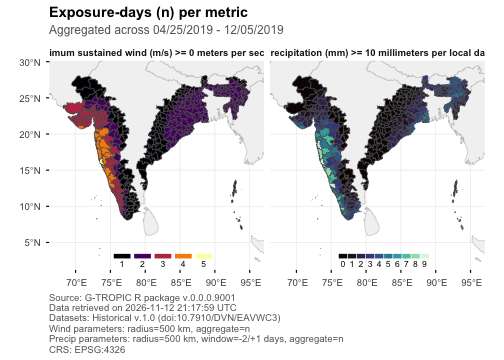 Exposure-days (n) per metric
Aggregated across 04/25/2019 - 12/05/2019
imum sustained wind (m/s) >= 0 meters per sec
recipitation (mm) >= 10 millimeters per local da
30°N
25°N
20°N
15°N
10°N
5°N
1 2 3 4 5
0 1 2 3 4 5 6 7 8 9
70°E 75°E 80°E 85°E 90°E 95°E
70°E 75°E 80°E 85°E 90°E 95°E
Source: G-TROPIC R package v.0.0.0.9001
Data retrieved on 2026-11-12 21:17:59 UTC
Datasets: Historical v.1.0 (doi:10.7910/DVN/EAVWC3)
Wind parameters: radius=500 km, aggregate=n
Precip parameters: radius=500 km, window=-2/+1 days, aggregate=n
CRS: EPSG:4326